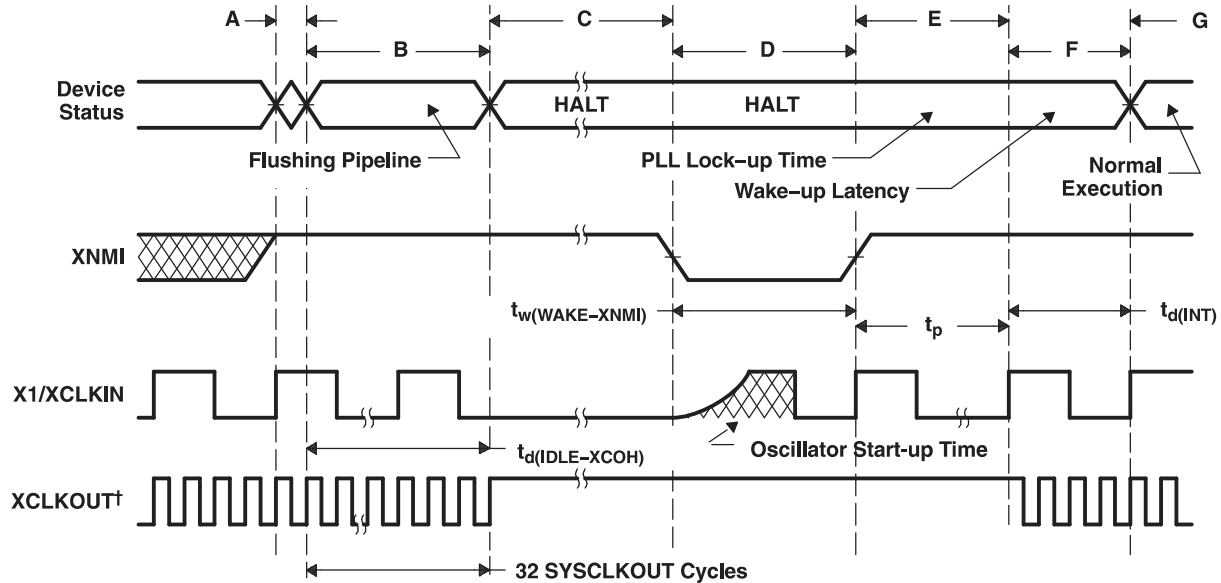 A
C
E
G
B
D
F
Device
Status
HALT
HALT
Flushing Pipeline
PLL Lock–up Time
Wake–up Latency
Normal
Execution
XNMI
tw(WAKE–XNMI)
tp
td(INT)
X1/XCLKIN
Oscillator Start-up Time
td(IDLE–XCOH)
XCLKOUT†
32 SYSCLKOUT Cycles